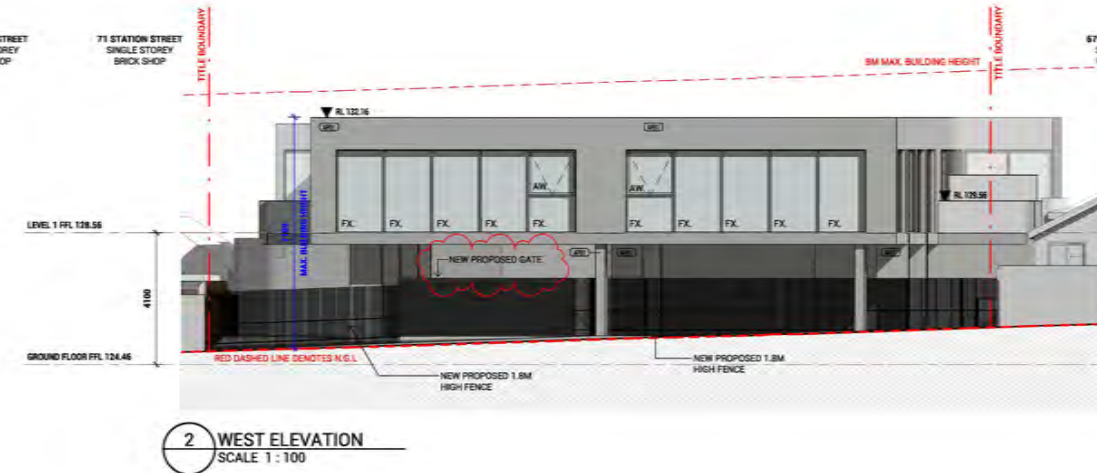 STREET
OREY
OP
71 STATION STREET
SINGLE STOREY
BRICK SHOP
TITLE BOUNDARY
8M MAX. BUILDING HEIGHT
TITLE BOUNDARY
67
RL 132.16
AW.
AW.
FX.
FX.
FX.
FX.
FX.
FX.
FX.
FX.
FX.
FX.
RL 129.56
LEVEL 1 FFL 128.56
MAX. BUILDING HEIGHT
NEW PROPOSED GATE
4100
GROUND FLOOR FFL 124.46
RED DASHED LINE DENOTES N.G.L
NEW PROPOSED 1.8M
HIGH FENCE
NEW PROPOSED 1.8M
HIGH FENCE
2
WEST ELEVATION
SCALE 1 : 100